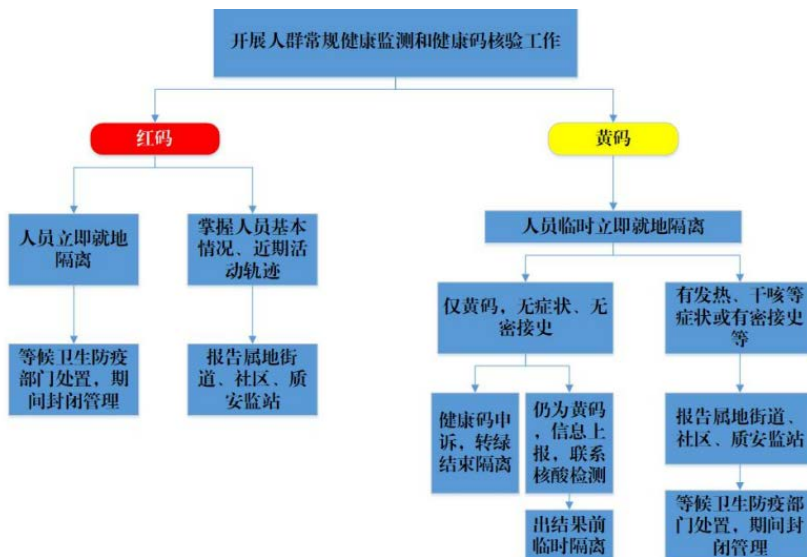 开展人群常规健康监测和健康码核验工作
红码
黄码
人员立即就地
隔离
掌握人员基本
情况、近期活
动轨迹
人员临时立即就地隔离
等候卫生防疫
部门处置，期
间封闭管理
报告属地街
道、社区、质
安监站
仅黄码，无症状、无
密接史
有发热、干咳等
症状或有密接史
等
健康码申
诉，转绿
结束隔离
仍为黄码
，信息上
报，联系
核酸检测
报告属地街道、
社区、质安监站
出结果前
临时隔离
等候卫生防疫部
门处置，期间封
闭管理